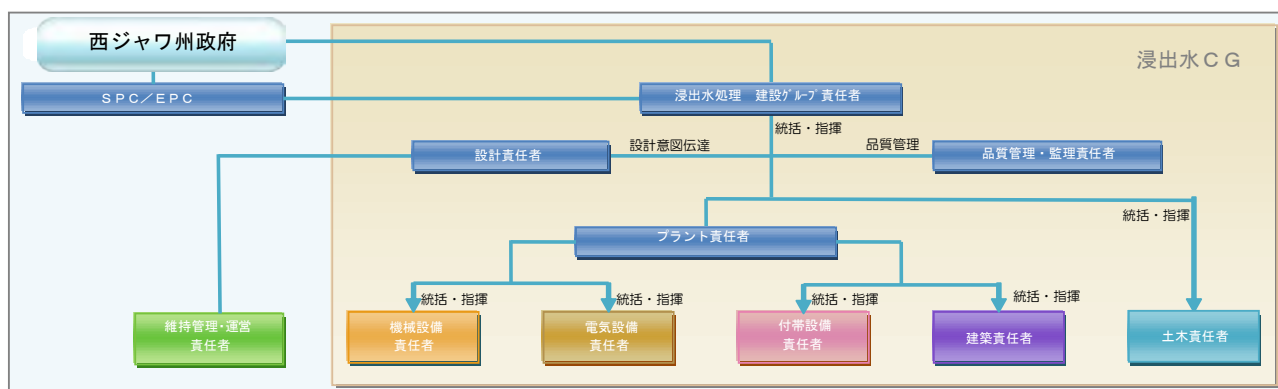 西ジャワ州政府
浸出水ＣＧ
ＳＰＣ／ＥＰＣ
浸出水処理　建設ｸﾞﾙｰﾌﾟ責任者
統括・指揮
設計意図伝達
品質管理
設計責任者
品質管理・監理責任者
統括・指揮
プラント責任者
統括・指揮
統括・指揮
統括・指揮
統括・指揮
維持管理・運営
責任者
機械設備
責任者
電気設備
責任者
付帯設備
責任者
建築責任者
土木責任者